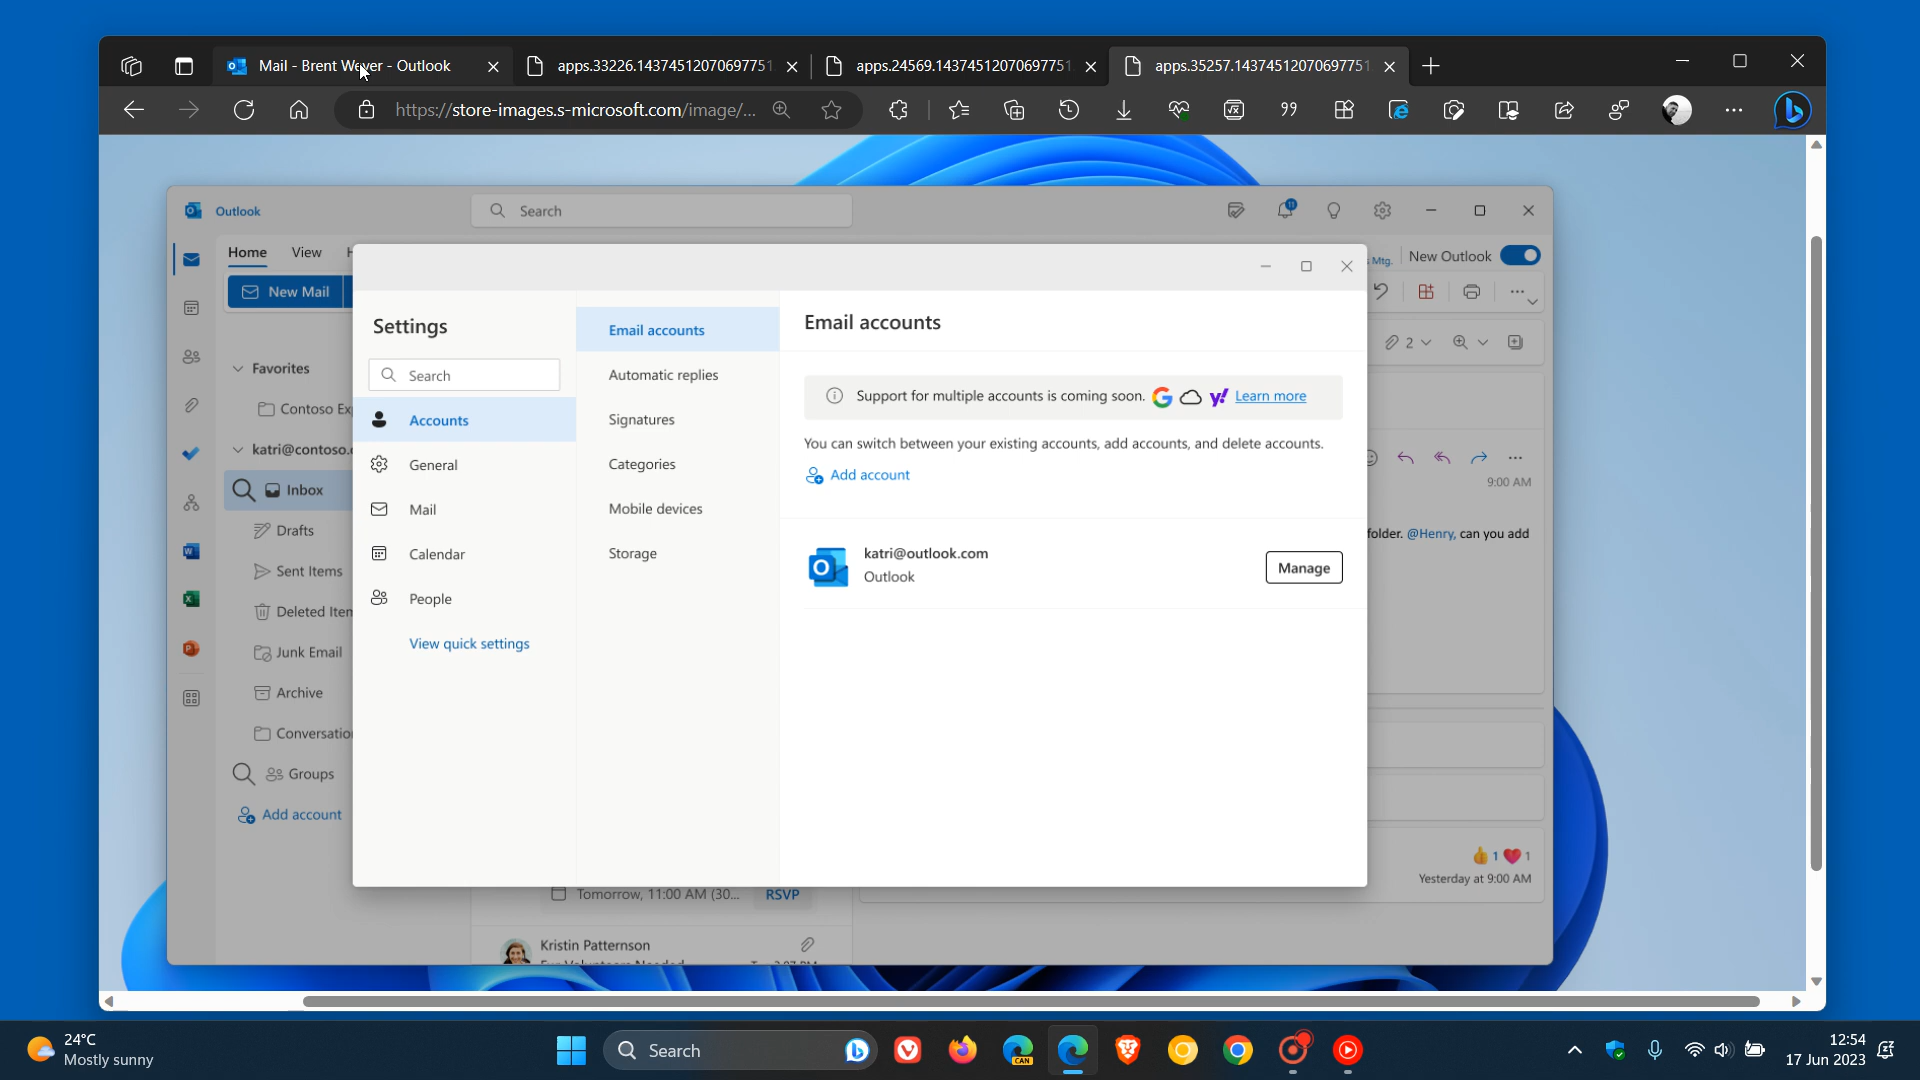 Mail - Brent Weyer - Outlook
apps.33226.14374512070697751
apps.24569.14374512070697751
apps.35257.14374512070697751
https://store-images.s-microsoft.com/image/...
Outlook
Search
11
Home
View
Mtg.
New Outlook
New Mail
Settings
Search
Accounts
General
Mail
Calendar
People
View quick settings
Email accounts
Automatic replies
Signatures
Categories
Mobile devices
Storage
Email accounts
Support for multiple accounts is coming soon.
Learn more
You can switch between your existing accounts, add accounts, and delete accounts.
Add account
katri@outlook.com
Outlook
Manage
Favorites
Contoso Ex
katri@contoso.
Inbox
Drafts
Sent Items
Deleted Item
Junk Email
Archive
Conversatio
Groups
Add account
2
9:00 AM
folder. @Henry, can you add
1
1
Yesterday at 9:00 AM
Tomorrow, 11:00 AM (30...
RSVP
Kristin Patternson
24°C
Mostly sunny
Search
CAN
12:54
17 Jun 2023